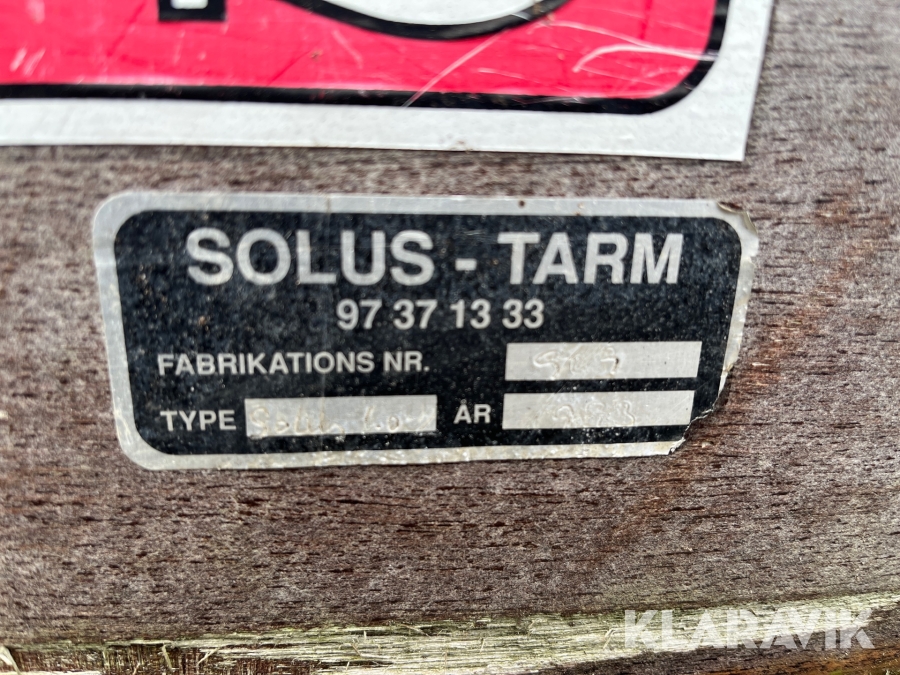 SOLUS - TARM
97 37 13 33
FABRIKATIONS NR.
TYPE ÅR
KLARAVIK